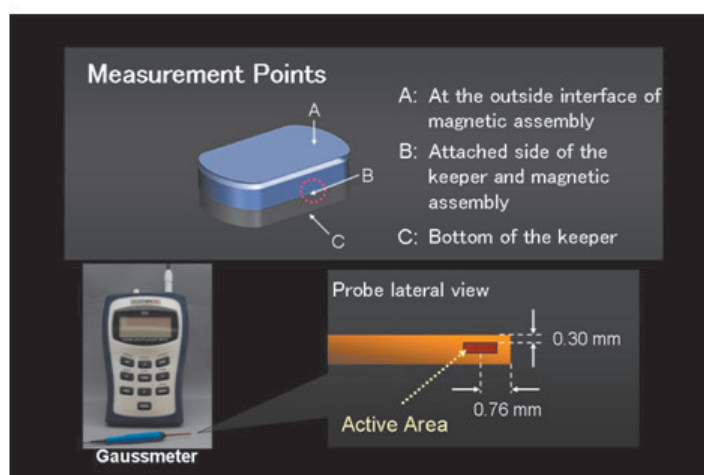 Measurement Points
A: At the outside interface of
magnetic assembly
B: Attached side of the
keeper and magnetic
assembly
C: Bottom of the keeper
A
B
C
Probe lateral view
0.30 mm
0.76 mm
Active Area
Gaussmeter